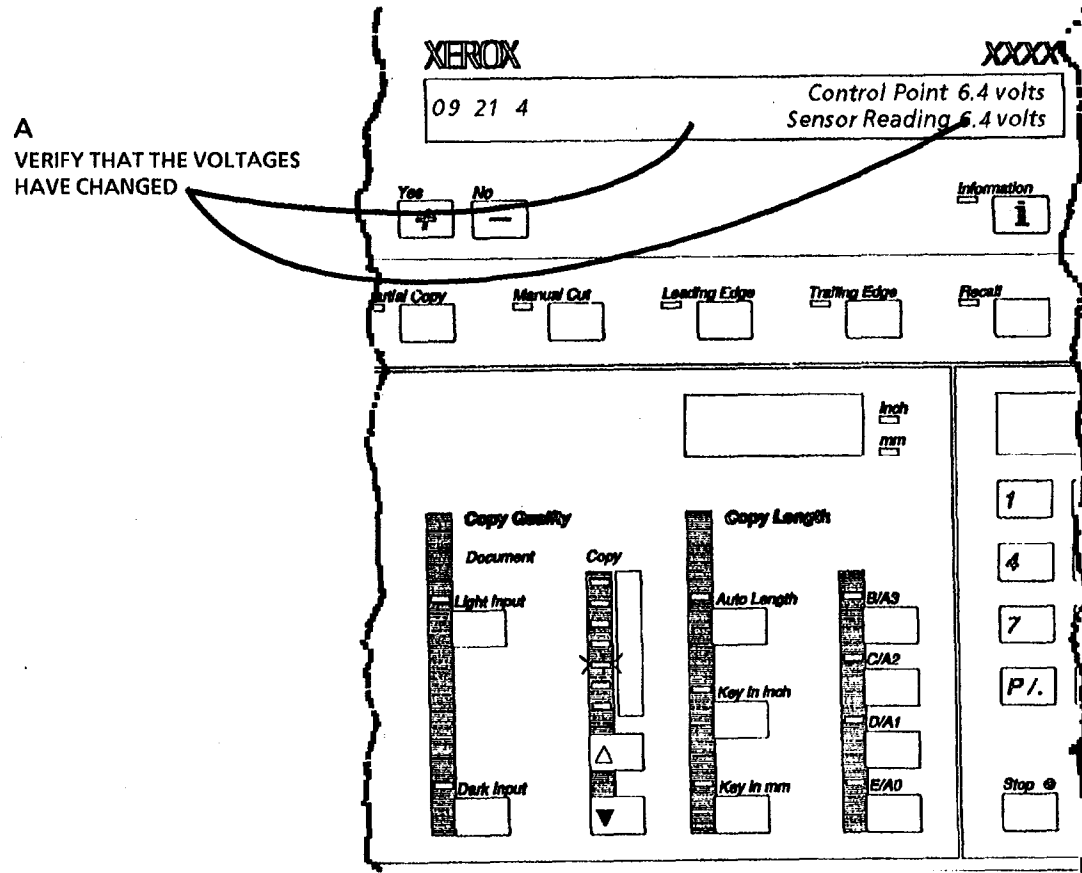 XEROX
XXXX
09 21 4
Control Point 6.4 volts
Sensor Reading 6.4 volts
A
VERIFY THAT THE VOLTAGES
HAVE CHANGED
Yes
No
+
−
Information
i
artial Copy
Manual Cut
Leading Edge
Trailing Edge
Recall
Inch
mm
Copy Quality
Copy Length
Document
Copy
Light Input
Auto Length
B/A3
C/A2
Key in Inch
D/A1
Dark Input
Key in mm
E/A0
1
4
7
P/.
Stop